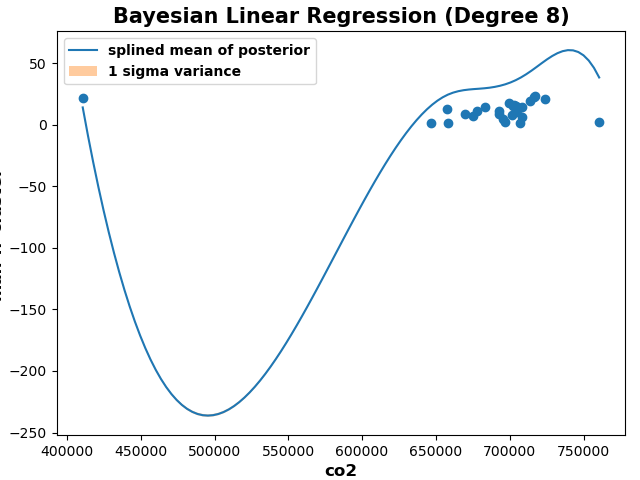 Bayesian Linear Regression (Degree 8)
splined mean of posterior
1 sigma variance
50
0
−50
−100
−150
−200
−250
400000 450000 500000 550000 600000 650000 700000 750000
co2